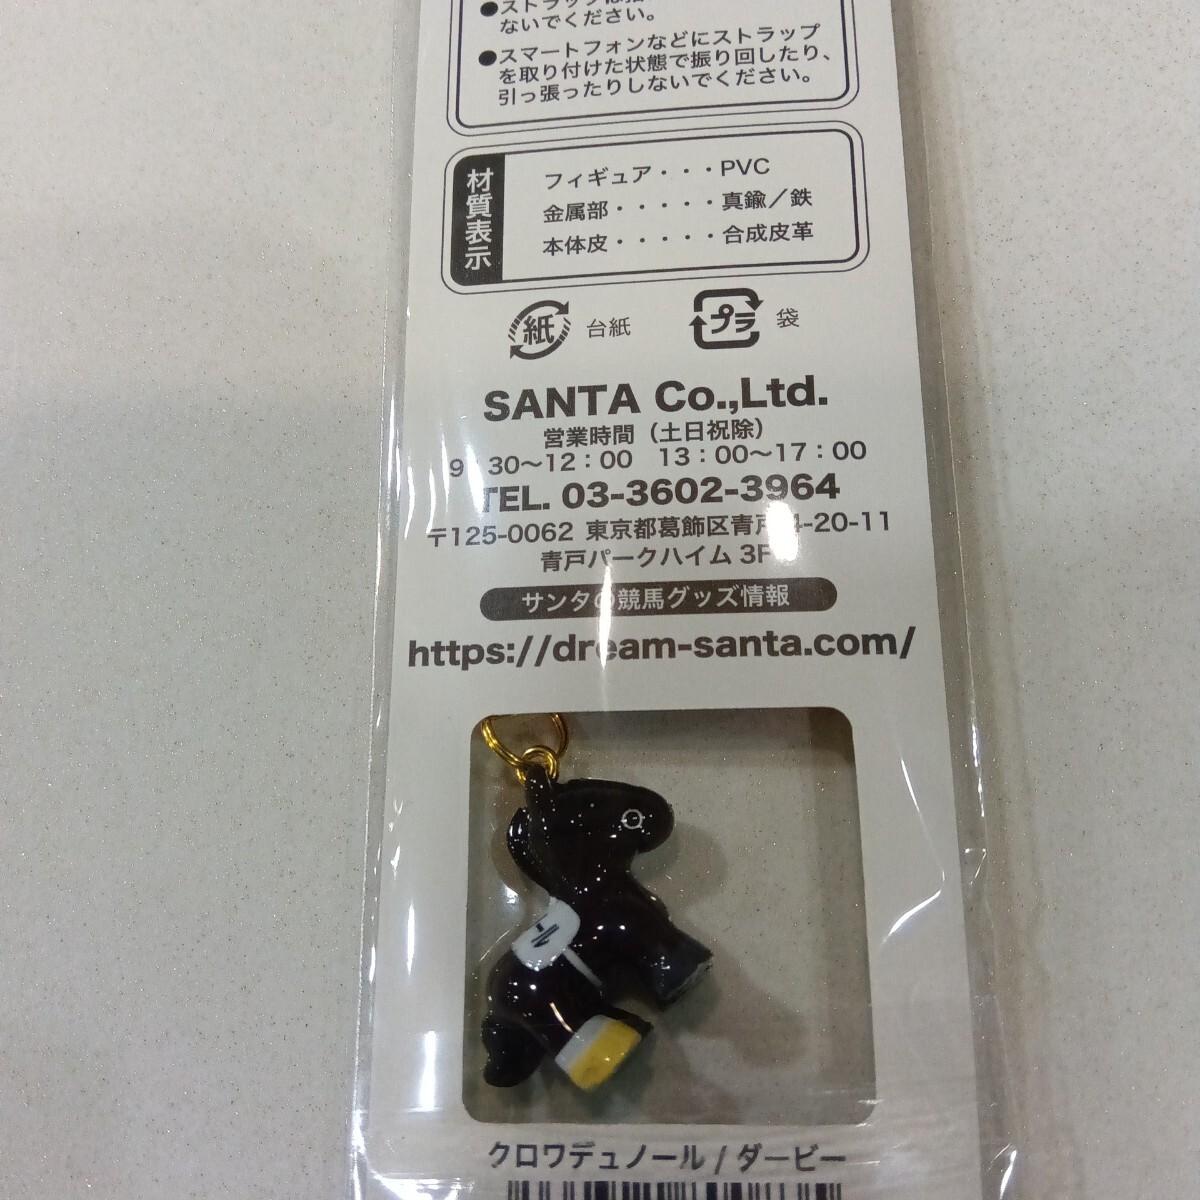 ●ストラップは
ないでください。
●スマートフォンなどにストラップ
を取り付けた状態で振り回したり、
引っ張ったりしないでください。
材質表示
フィギュア・・・PVC
金属部・・・・・真鍮／鉄
本体皮・・・・・合成皮革
紙 台紙
プラ 袋
SANTA Co.,Ltd.
営業時間（土日祝除）
9：30〜12：00 13：00〜17：00
TEL. 03-3602-3964
〒125-0062 東京都葛飾区青戸4-20-11
青戸パークハイム 3F
サンタの競馬グッズ情報
https://dream-santa.com/
クロワデュノール / ダービー